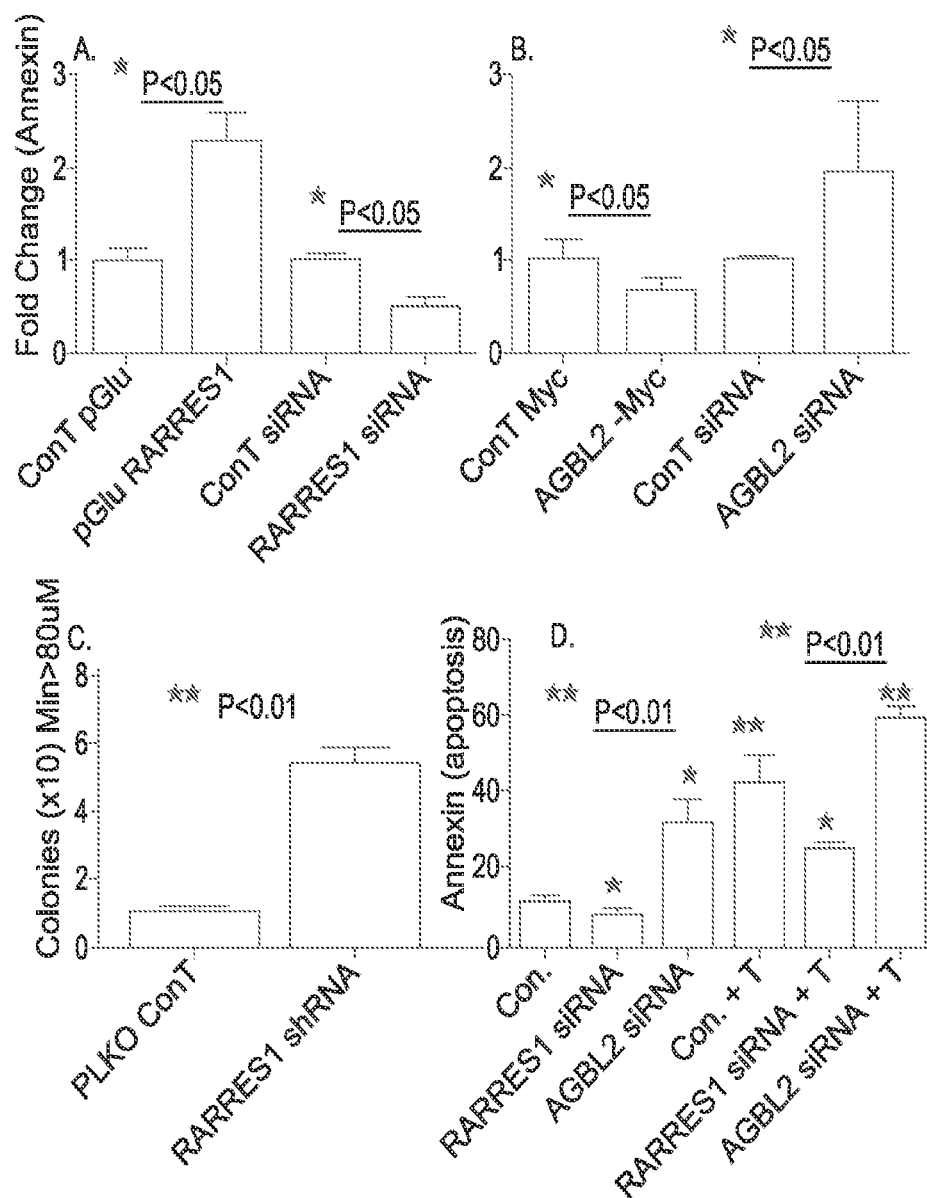 A.
* P<0.05
* P<0.05
Fold Change (Annexin)
3
2
1
0
ConT pGlu
pGlu RARRES1
ConT siRNA
RARRES1 siRNA
B.
* P<0.05
* P<0.05
3
2
1
0
ConT Myc
AGBL2 -Myc
ConT siRNA
AGBL2 siRNA
C.
** P<0.01
Colonies (x10) Min>80uM
8
6
4
2
0
PLKO ConT
RARRES1 shRNA
D.
** P<0.01
** P<0.01
Annexin (apoptosis)
80
60
40
20
0
*
*
**
*
**
Con.
RARRES1 siRNA
AGBL2 siRNA
Con. + T
RARRES1 siRNA + T
AGBL2 siRNA + T